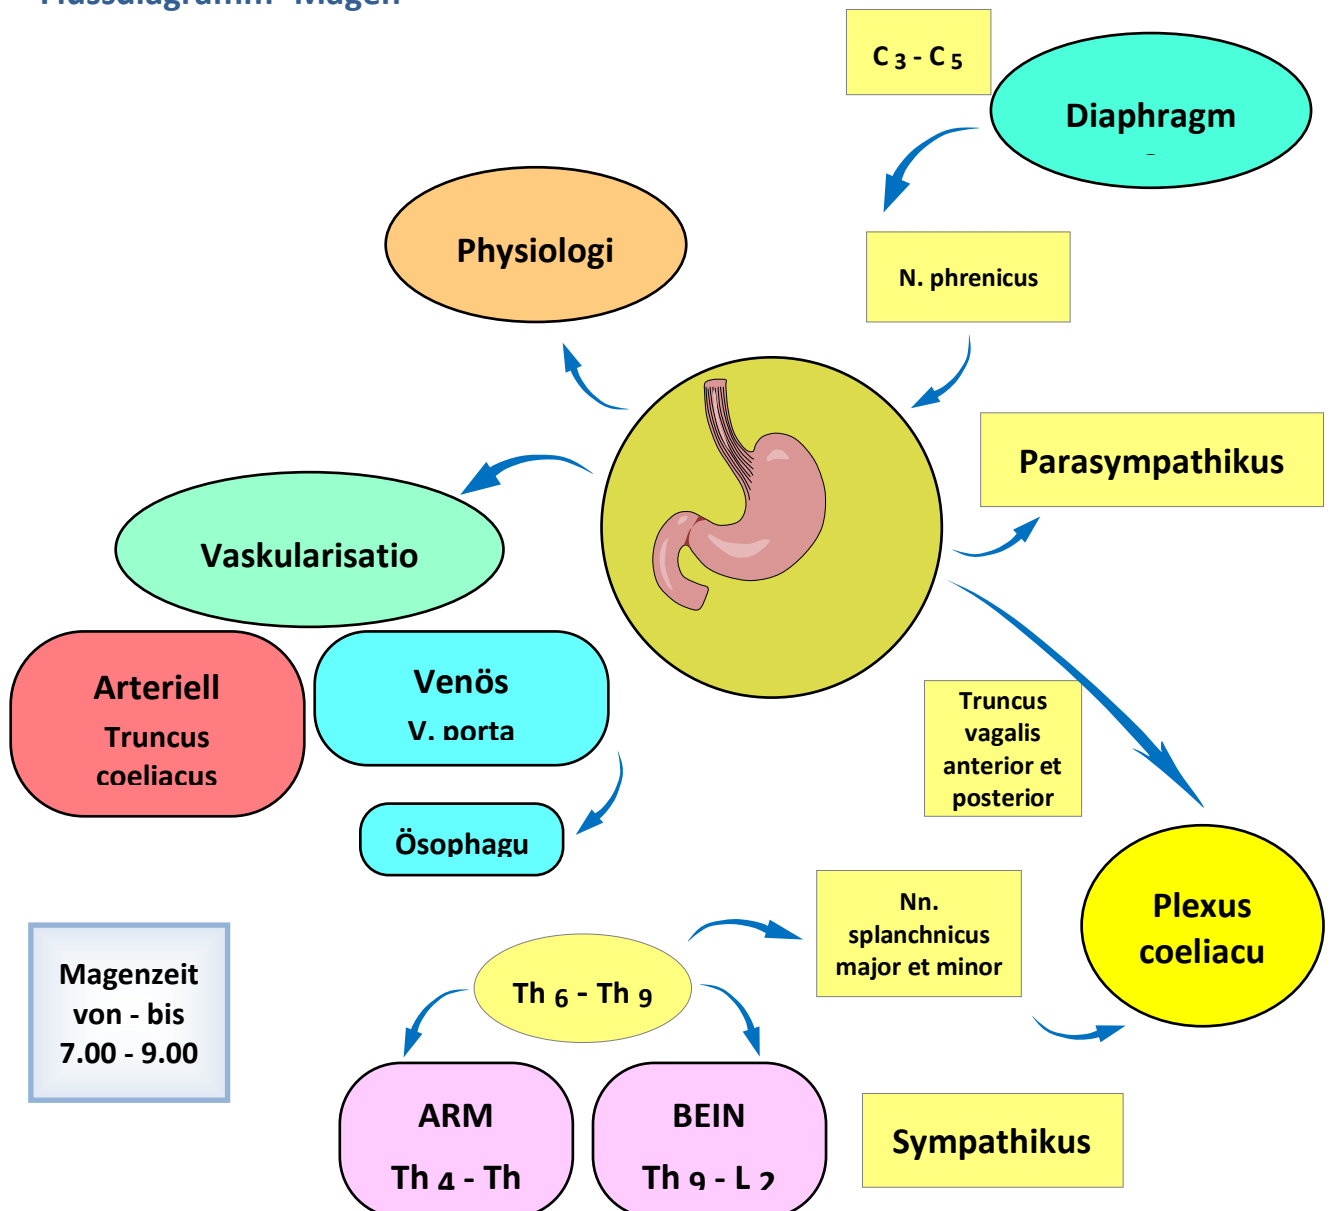 Flussdiagramm Magen
C 3 - C 5
Diaphragm
N. phrenicus
Physiologi
Parasympathikus
Vaskularisatio
Arteriell
Truncus
coeliacus
Venös
V. porta
Ösophagu
Truncus
vagalis
anterior et
posterior
Plexus
coeliacu
Nn.
splanchnicus
major et minor
Th 6 - Th 9
Magenzeit
von - bis
7.00 - 9.00
ARM
Th 4 - Th
BEIN
Th 9 - L 2
Sympathikus